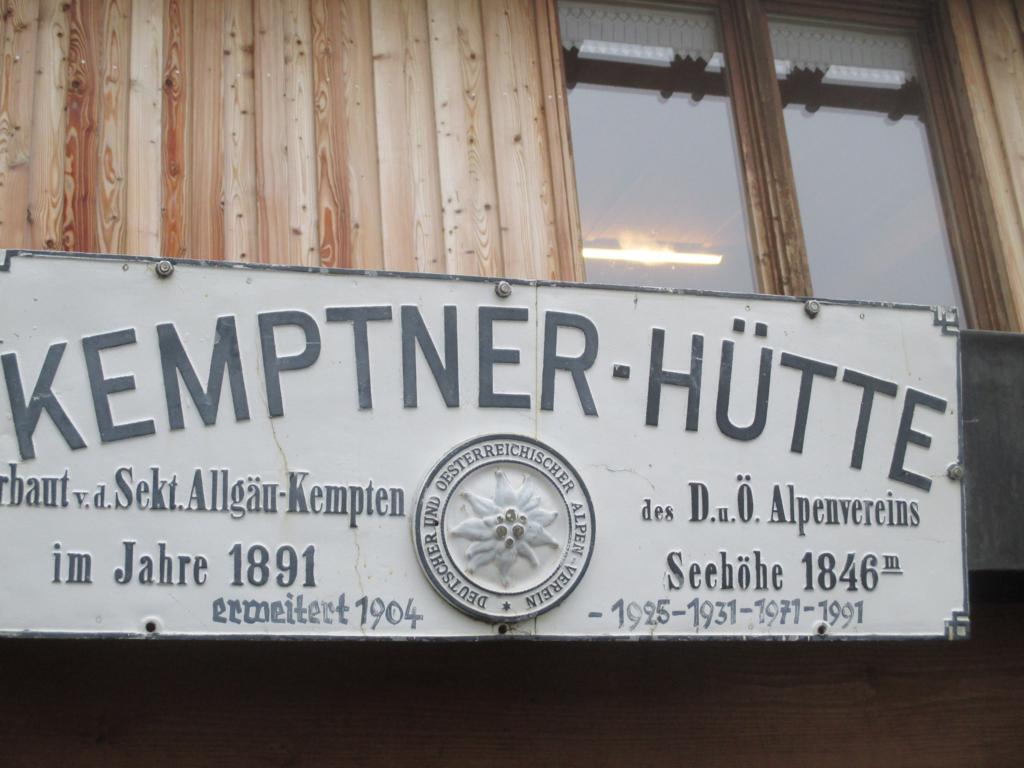 KEMPTNER-HÜTTE
rbaut v. d. Sekt. Allgäu-Kempten
des D. u. Ö. Alpenvereins
im Jahre 1891
Seehöhe 1846 m
erweitert 1904
- 1925-1931-1971-1991
DEUTSCHER UND OESTERREICHISCHER ALPEN-VEREIN *